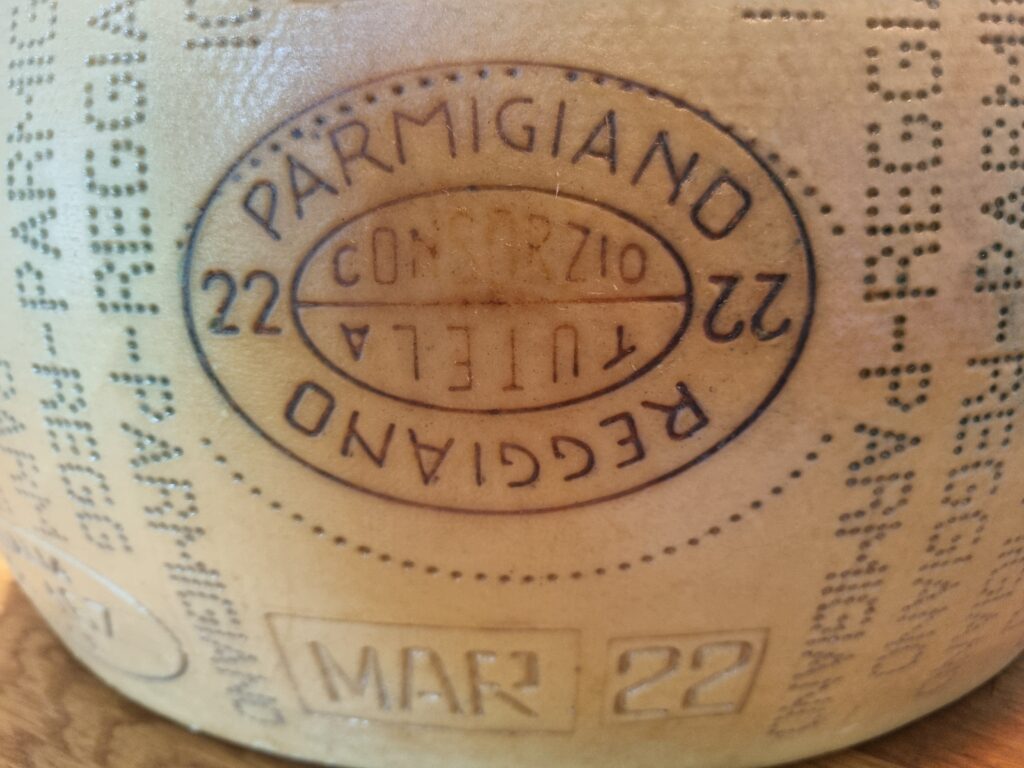 PARMIGIANO
22 CONSORZIO 22
TUTELA
REGGIANO
MAR 22
PARMIGIANO-REGGIANO
PARMIGIANO-REGGIANO